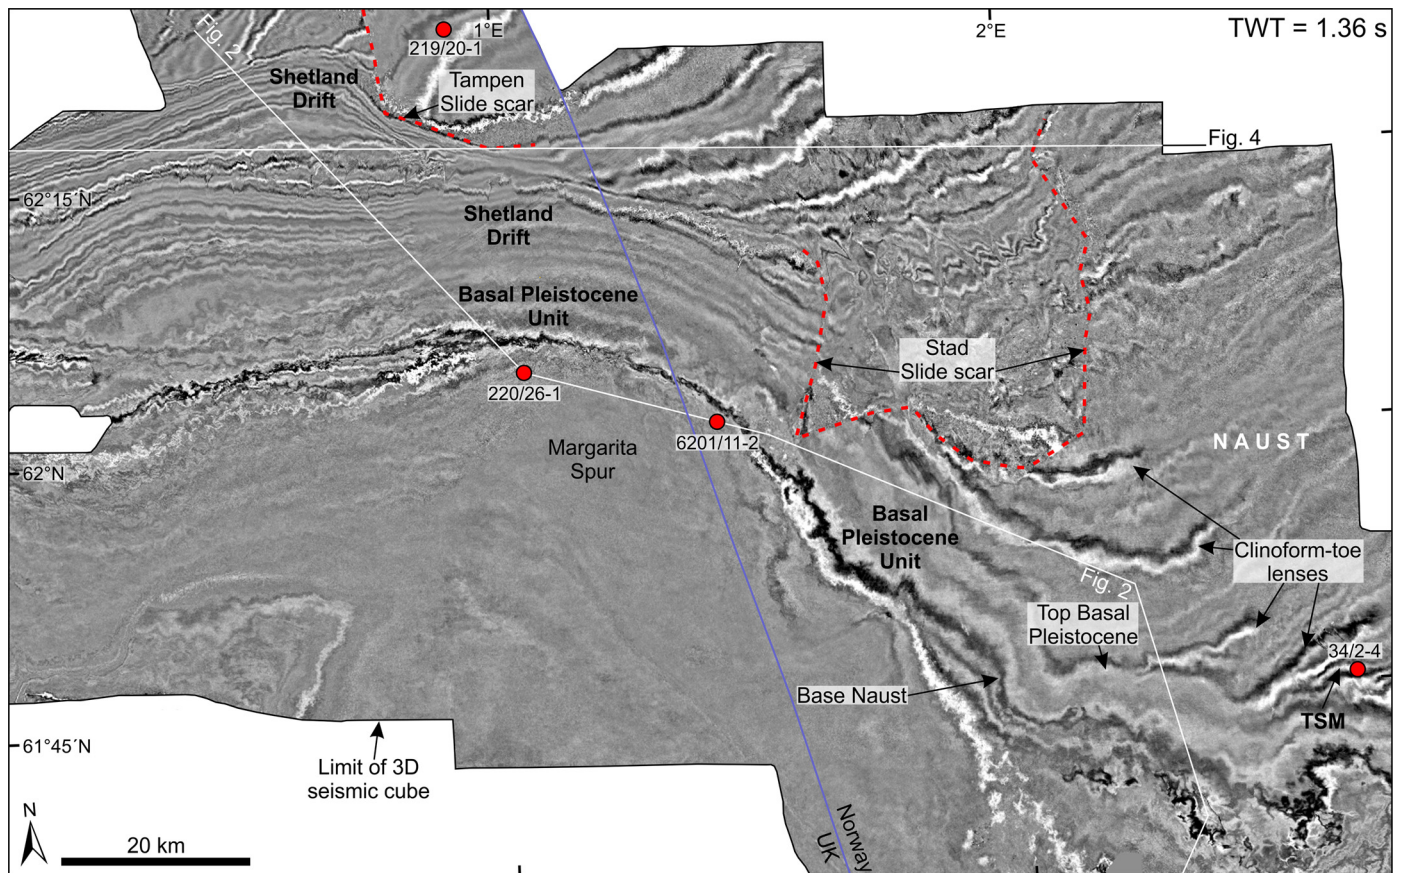 Fig. 2
219/20-1
1°E
2°E
TWT = 1.36 s
Shetland
Drift
Tampen
Slide scar
Fig. 4
62°15´N
Shetland
Drift
Basal Pleistocene
Unit
Stad
Slide scar
220/26-1
6201/11-2
Margarita
Spur
NAUST
62°N
Basal
Pleistocene
Unit
Clinoform-toe
lenses
Fig. 2
Top Basal
Pleistocene
34/2-4
Base Naust
TSM
61°45´N
Limit of 3D
seismic cube
N
20 km
Norway
UK